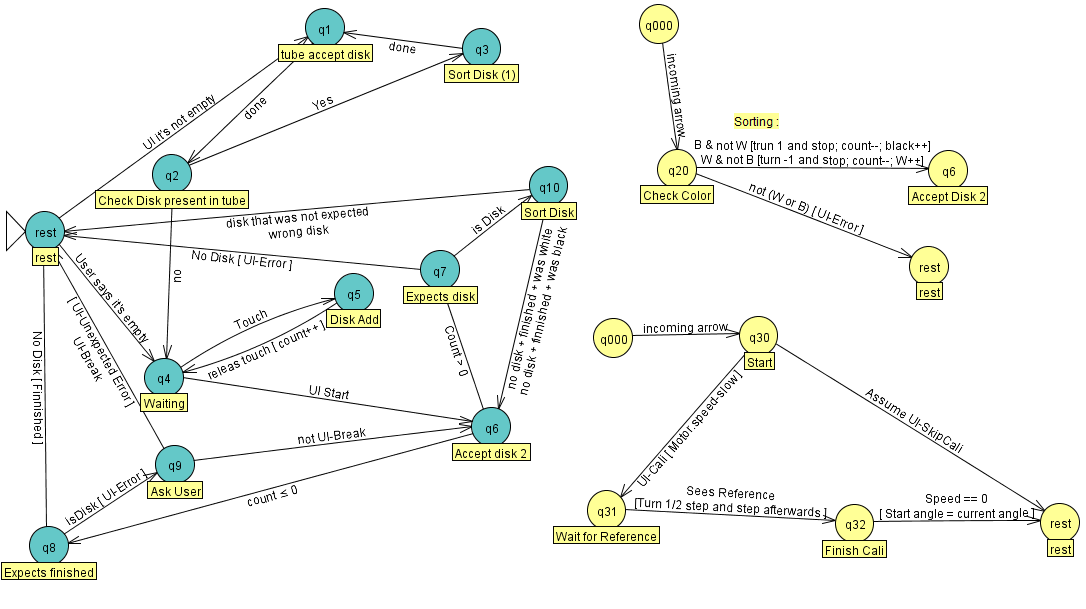 q1
tube accept disk
done
q3
Sort Disk (1)
UI it's not empty
done
Yes
q2
Check Disk present in tube
q10
Sort Disk
disk that was not expected
wrong disk
is Disk
rest
rest
No Disk [ UI-Error ]
q7
Expects disk
User says it's empty
no
q5
Disk Add
Touch
releas touch [ count++ ]
[ UI-Unexpected Error ]
UI-Break
No Disk [ Finnished ]
Count > 0
no disk + finished + was white
no disk + finnished + was black
q4
Waiting
UI Start
q6
Accept disk 2
not UI-Break
q9
Ask User
isDisk [ UI-Error ]
count ≤ 0
q8
Expects finished
q000
incoming arrow
Sorting :
B & not W [trun 1 and stop; count--; black++]
W & not B [turn -1 and stop; count--; W++]
q20
Check Color
q6
Accept Disk 2
not (W or B) [ UI-Error ]
rest
rest
q000
incoming arrow
q30
Start
Assume UI-SkipCali
UI-Cali [ Motor.speed-slow ]
Sees Reference
[Turn 1/2 step and step afterwards ]
q31
Wait for Reference
q32
Finish Cali
Speed == 0
[ Start angle = current angle ]
rest
rest